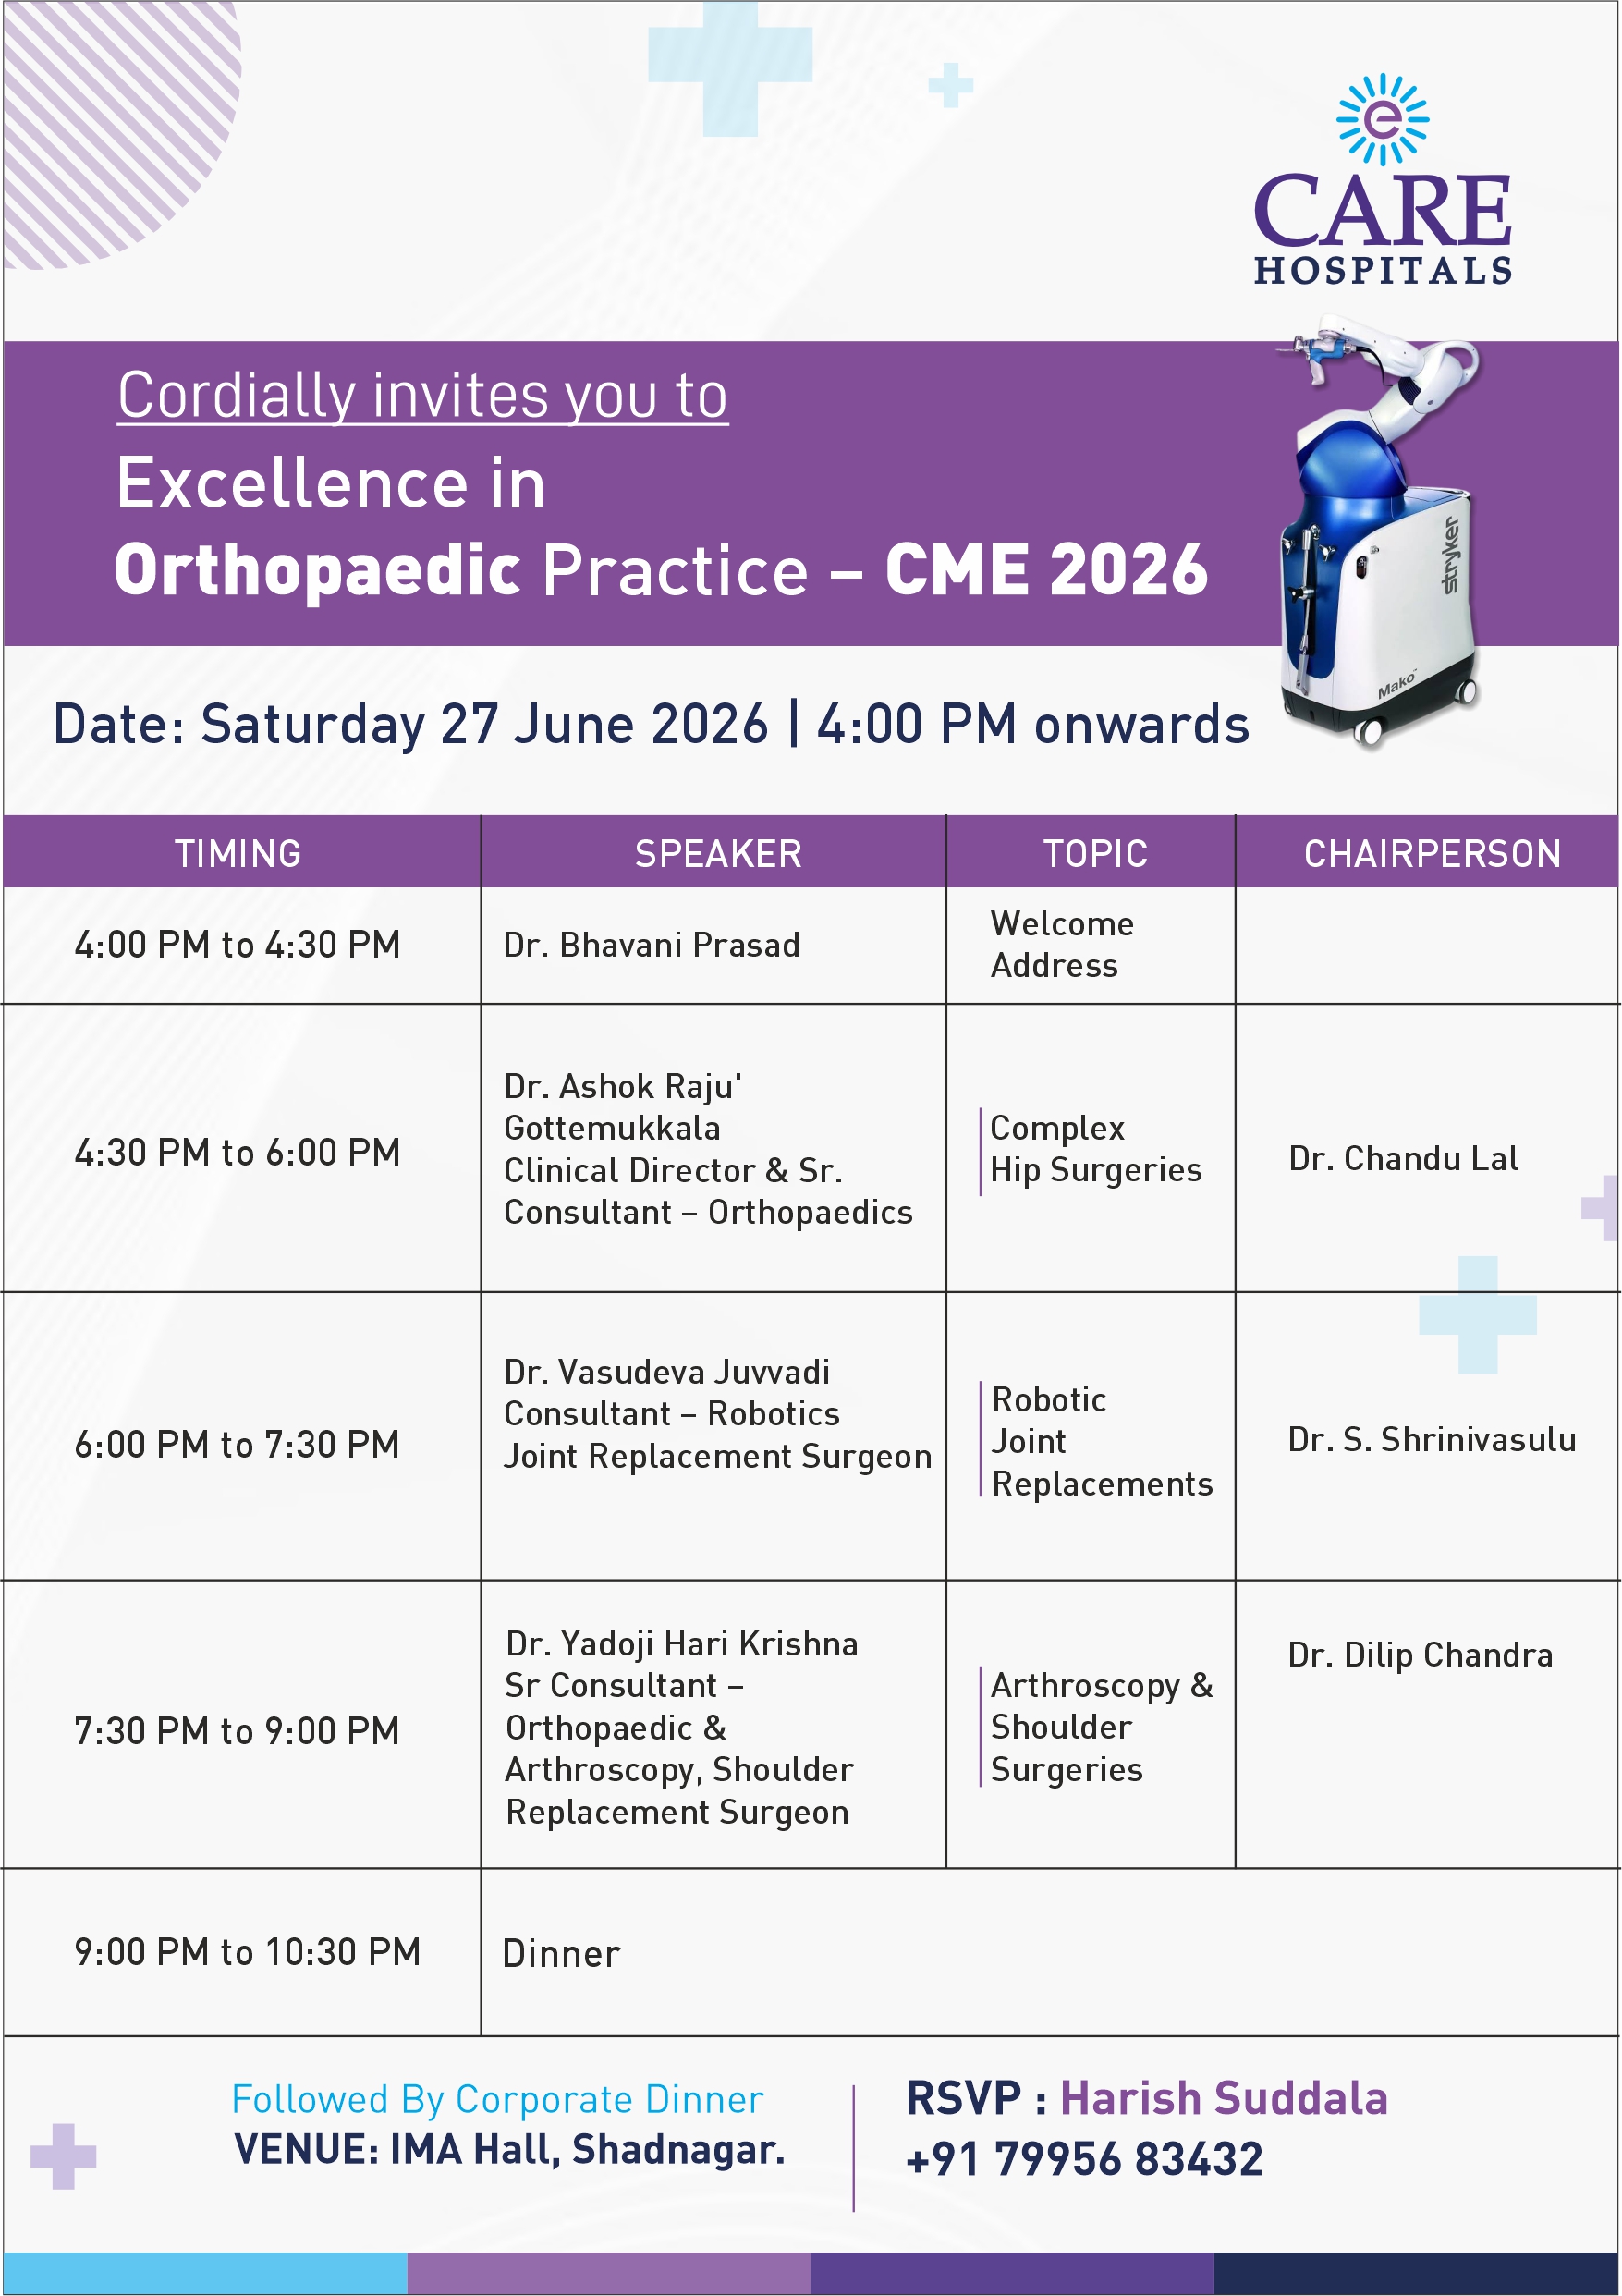 e
CARE
HOSPITALS
Cordially invites you to
Excellence in
Orthopaedic Practice – CME 2026
stryker
Mako™
Date: Saturday 27 June 2026 | 4:00 PM onwards
TIMING
SPEAKER
TOPIC
CHAIRPERSON
4:00 PM to 4:30 PM
Dr. Bhavani Prasad
Welcome
Address
4:30 PM to 6:00 PM
Dr. Ashok Raju'
Gottemukkala
Clinical Director & Sr.
Consultant – Orthopaedics
Complex
Hip Surgeries
Dr. Chandu Lal
6:00 PM to 7:30 PM
Dr. Vasudeva Juvvadi
Consultant – Robotics
Joint Replacement Surgeon
Robotic
Joint
Replacements
Dr. S. Shrinivasulu
7:30 PM to 9:00 PM
Dr. Yadoji Hari Krishna
Sr Consultant –
Orthopaedic &
Arthroscopy, Shoulder
Replacement Surgeon
Arthroscopy &
Shoulder
Surgeries
Dr. Dilip Chandra
9:00 PM to 10:30 PM
Dinner
Followed By Corporate Dinner
VENUE: IMA Hall, Shadnagar.
RSVP : Harish Suddala
+91 79956 83432